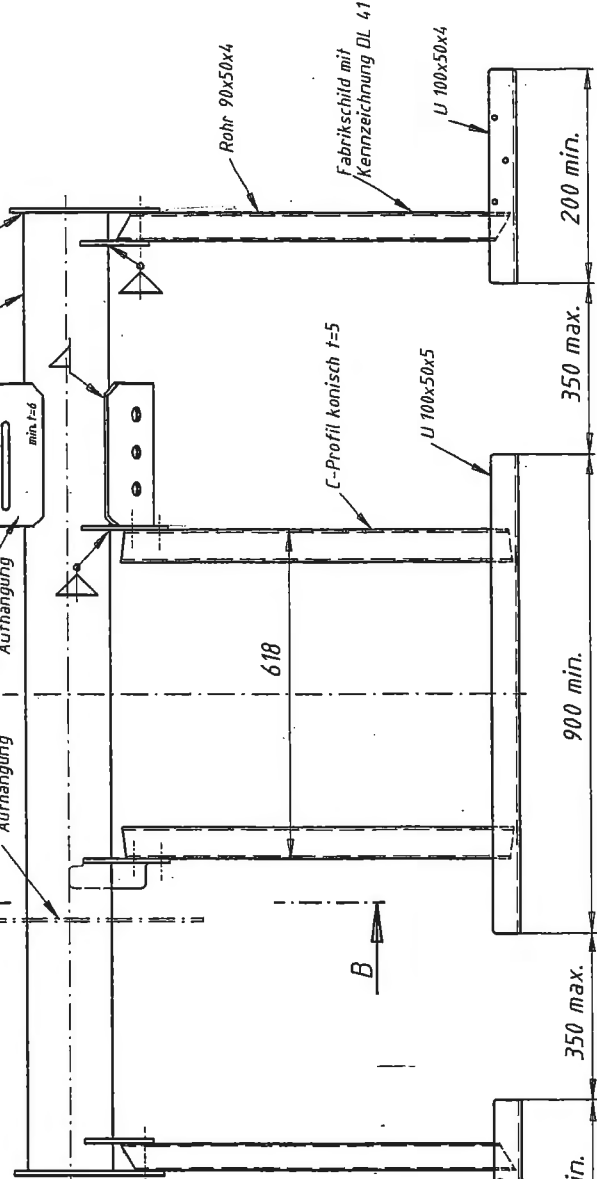 Rohr 90x50x4
Fabrikschild mit
Kennzeichnung DL 41
U 100x50x4
200 min.
min.t=6
350 max.
C-Profil konisch t=5
U 100x50x5
Aufhängung
618
900 min.
Aufhängung
B
350 max.
in.